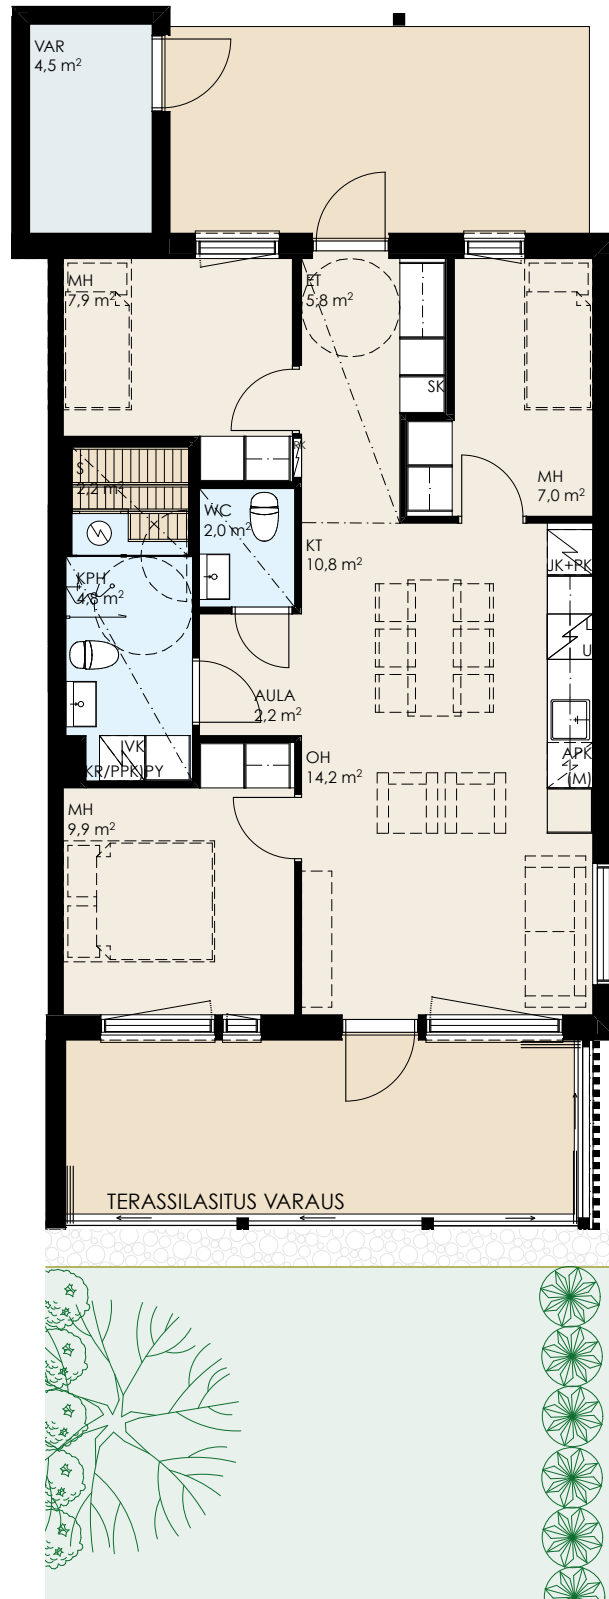 VAR
4,5 m²
MH
7,9 m²
ET
5,8 m²
SK
MH
7,0 m²
RK
S
2,2 m²
WC
2,0 m²
KT
10,8 m²
JK+PK
L
U
KPH
4,8 m²
AULA
2,2 m²
VK
KR/PPK)PY
OH
14,2 m²
APK
(M)
MH
9,9 m²
TERASSILASITUS VARAUS